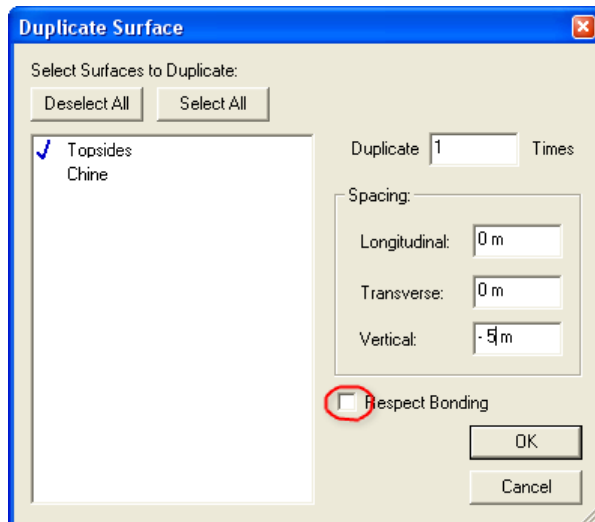 Duplicate Surface
Select Surfaces to Duplicate:
Deselect All
Select All
Topsides
Chine
Duplicate 1 Times
Spacing:
Longitudinal: 0 m
Transverse: 0 m
Vertical: - 5 m
Respect Bonding
OK
Cancel